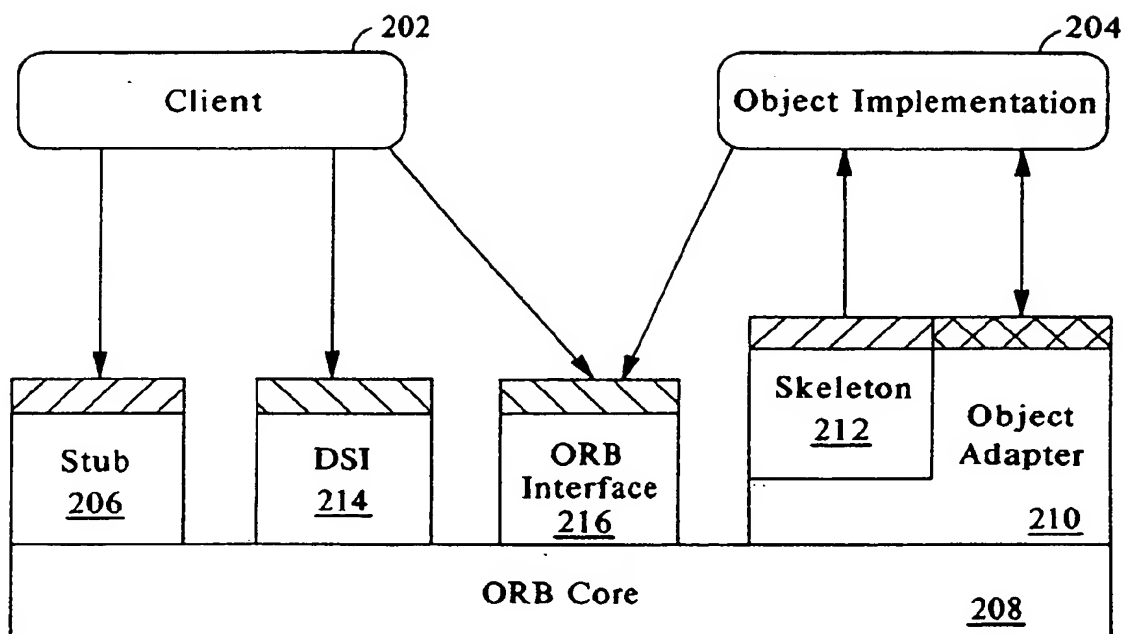 202
204
Client
Object Implementation
Stub
206
DSI
214
ORB
Interface
216
Skeleton
212
Object
Adapter
210
ORB Core
208